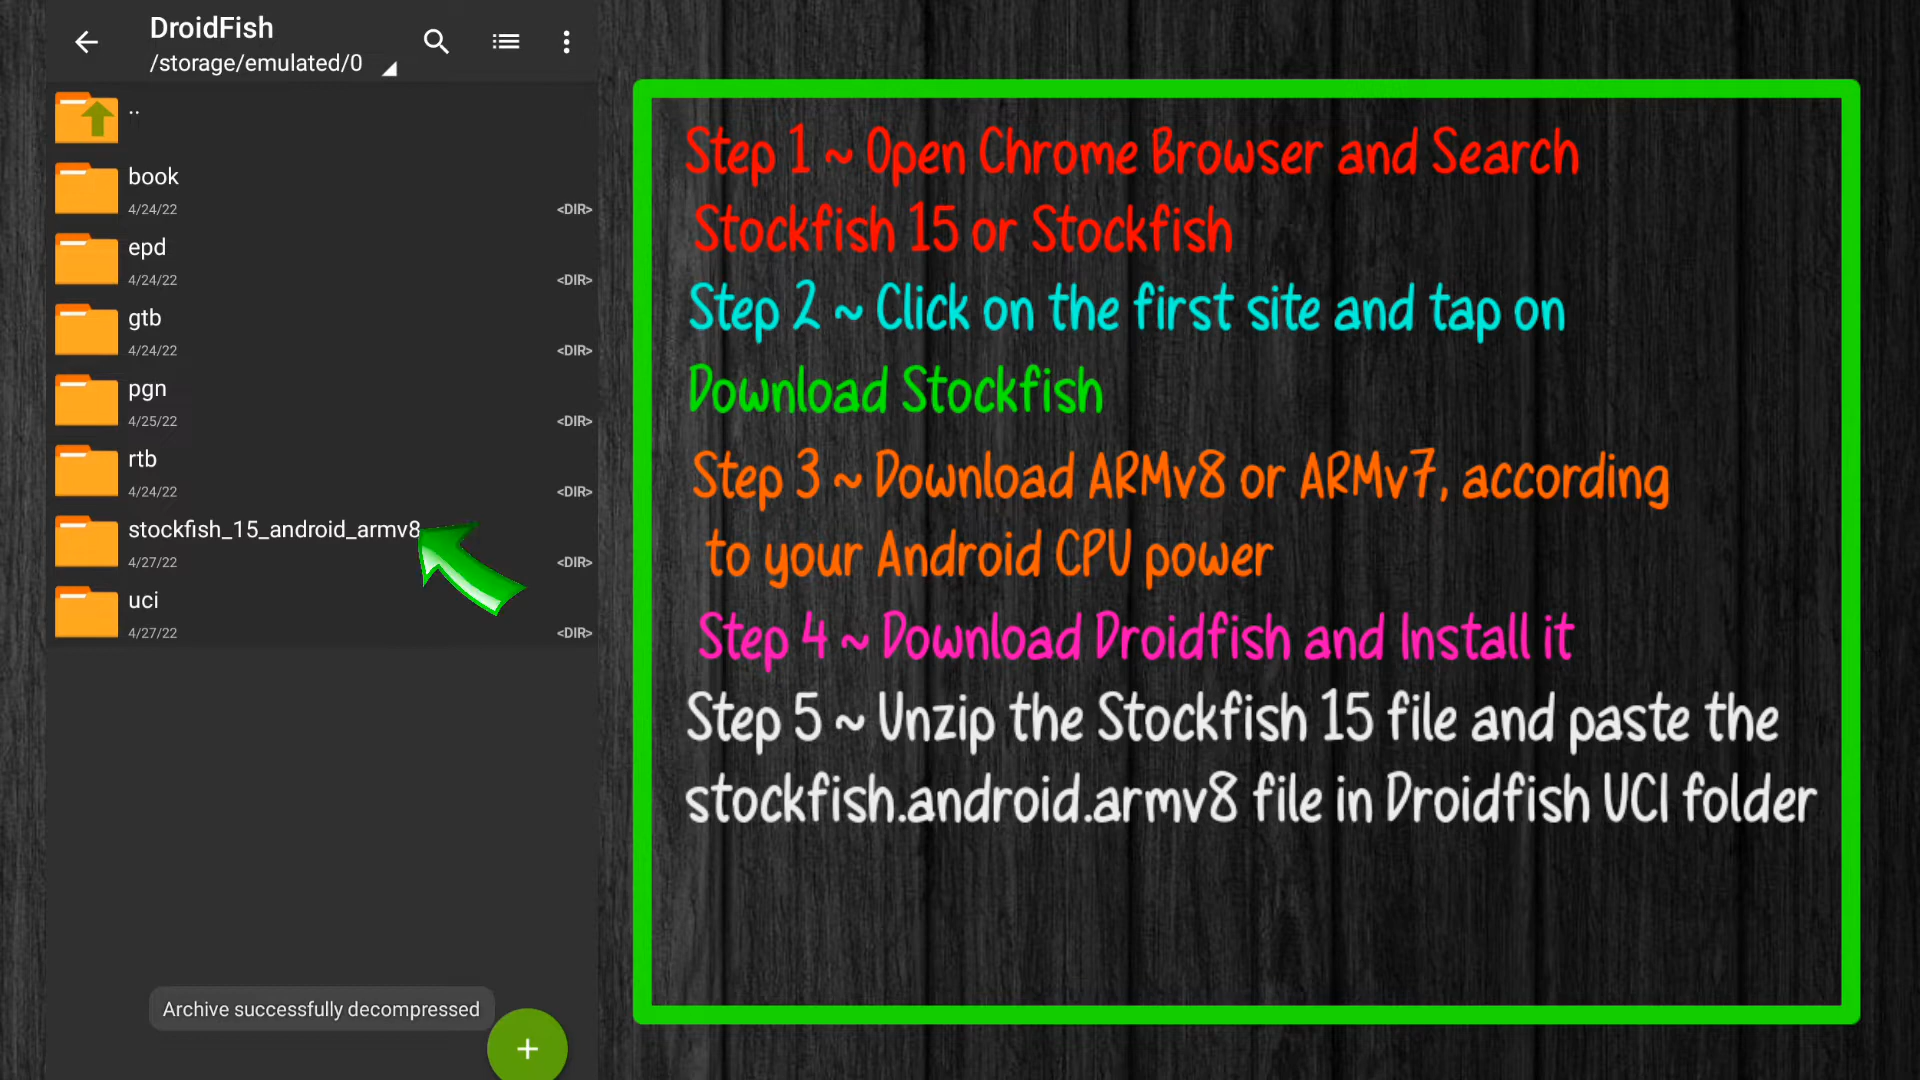 DroidFish
/storage/emulated/0
..
book
4/24/22
<DIR>
epd
4/24/22
<DIR>
gtb
4/24/22
<DIR>
pgn
4/25/22
<DIR>
rtb
4/24/22
<DIR>
stockfish_15_android_armv8
4/27/22
<DIR>
uci
4/27/22
<DIR>
Archive successfully decompressed
+
Step 1 ~ Open Chrome Browser and Search
Stockfish 15 or Stockfish
Step 2 ~ Click on the first site and tap on
Download Stockfish
Step 3 ~ Download ARMv8 or ARMv7, according
to your Android CPU power
Step 4 ~ Download Droidfish and Install it
Step 5 ~ Unzip the Stockfish 15 file and paste the
stockfish.android.armv8 file in Droidfish UCI folder